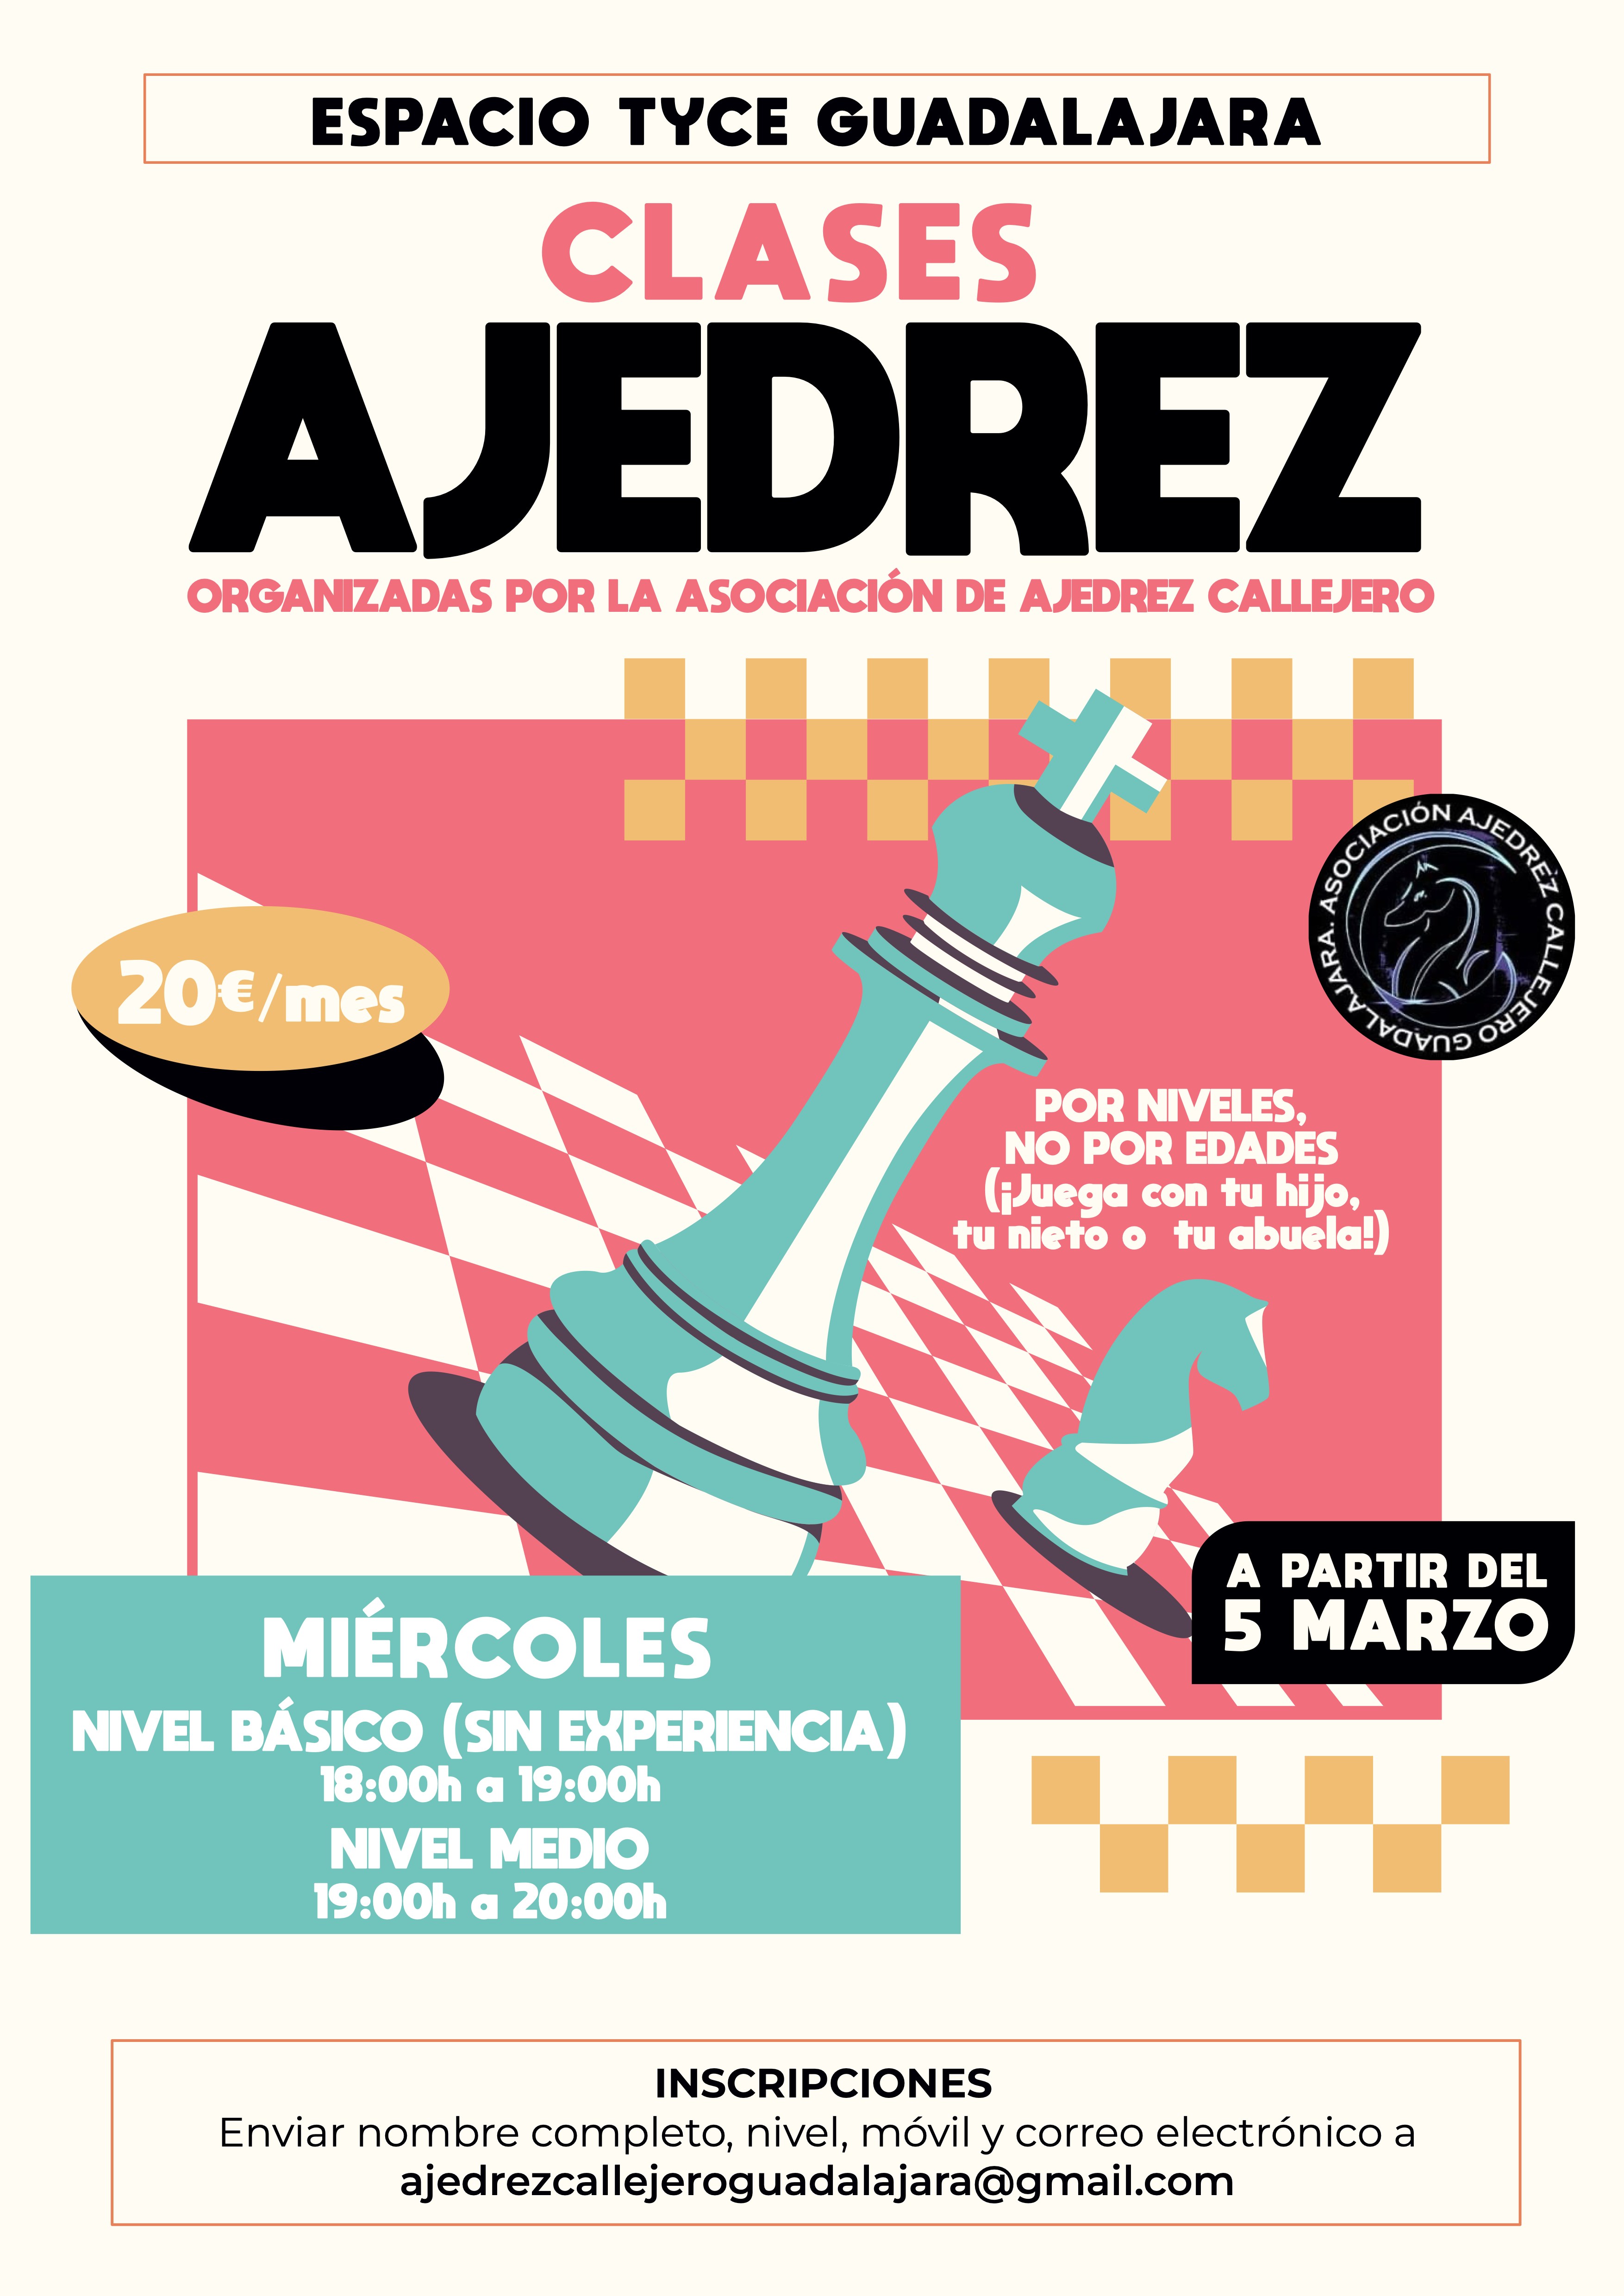 ESPACIO TYCE GUADALAJARA
CLASES
AJEDREZ
ORGANIZADAS POR LA ASOCIACIÓN DE AJEDREZ CALLEJERO
ASOCIACIÓN AJEDREZ CALLEJERO GUADALAJARA.
20€/mes
POR NIVELES,
NO POR EDADES
(¡Juega con tu hijo,
tu nieto o tu abuela!)
A PARTIR DEL
5 MARZO
MIÉRCOLES
NIVEL BÁSICO (SIN EXPERIENCIA)
18:00h a 19:00h
NIVEL MEDIO
19:00h a 20:00h
INSCRIPCIONES
Enviar nombre completo, nivel, móvil y correo electrónico a
ajedrezcallejeroguadalajara@gmail.com